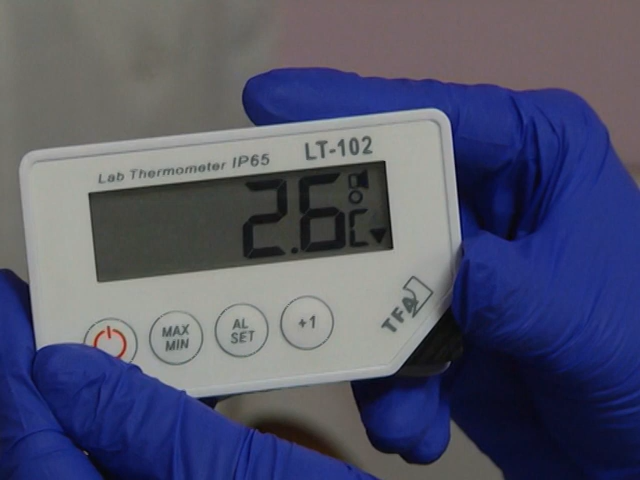 Lab Thermometer IP65 LT-102
2.6°C
MAX MIN
AL SET
+1
TFA